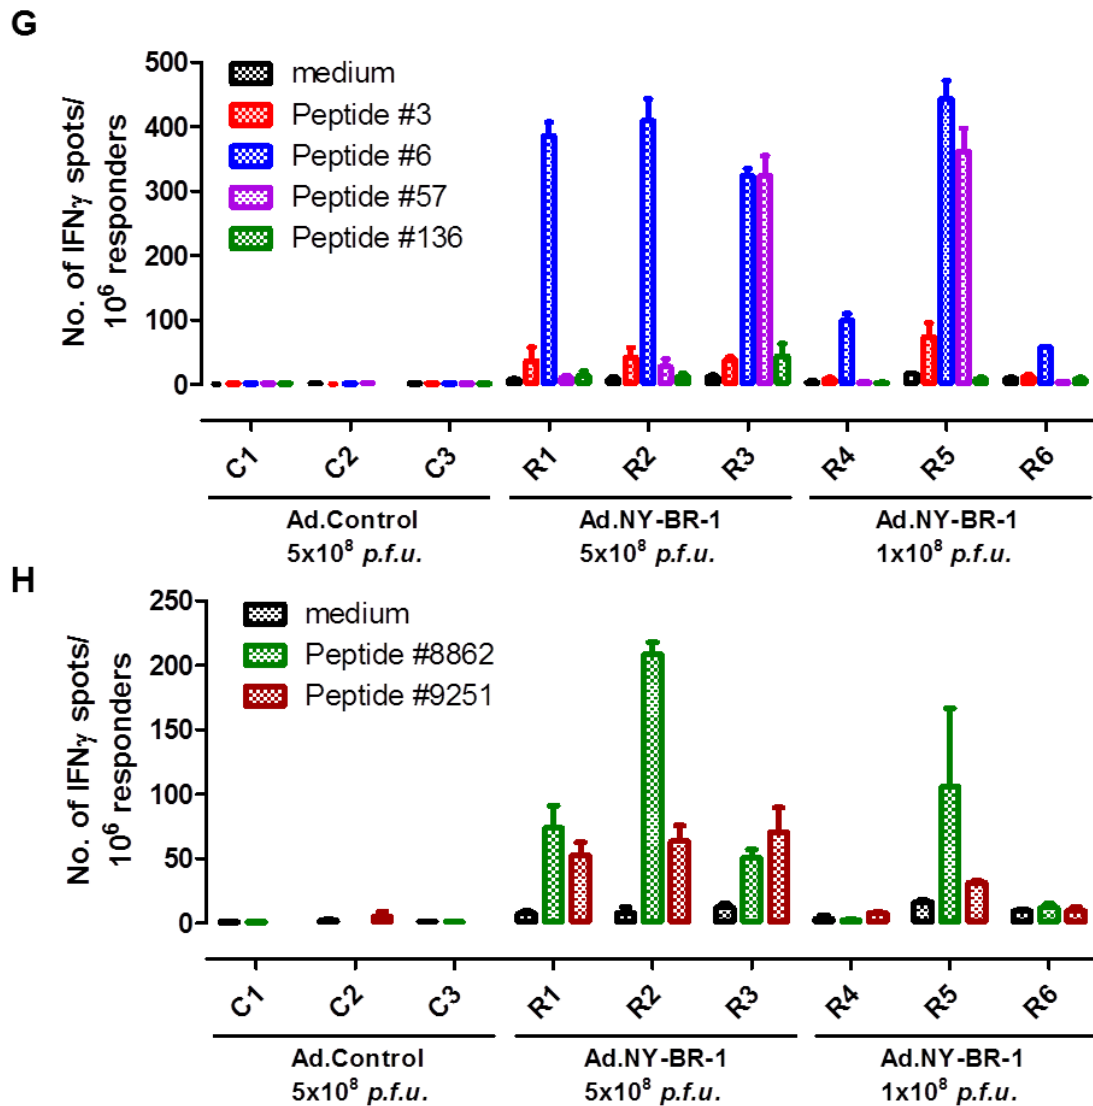 G
No. of IFNγ spots/
10⁶ responders
500
400
300
200
100
0
medium
Peptide #3
Peptide #6
Peptide #57
Peptide #136
C1 C2 C3 R1 R2 R3 R4 R5 R6
Ad.Control Ad.NY-BR-1 Ad.NY-BR-1
5x10⁸ p.f.u. 5x10⁸ p.f.u. 1x10⁸ p.f.u.
H
No. of IFNγ spots/
10⁶ responders
250
200
150
100
50
0
medium
Peptide #8862
Peptide #9251
C1 C2 C3 R1 R2 R3 R4 R5 R6
Ad.Control Ad.NY-BR-1 Ad.NY-BR-1
5x10⁸ p.f.u. 5x10⁸ p.f.u. 1x10⁸ p.f.u.